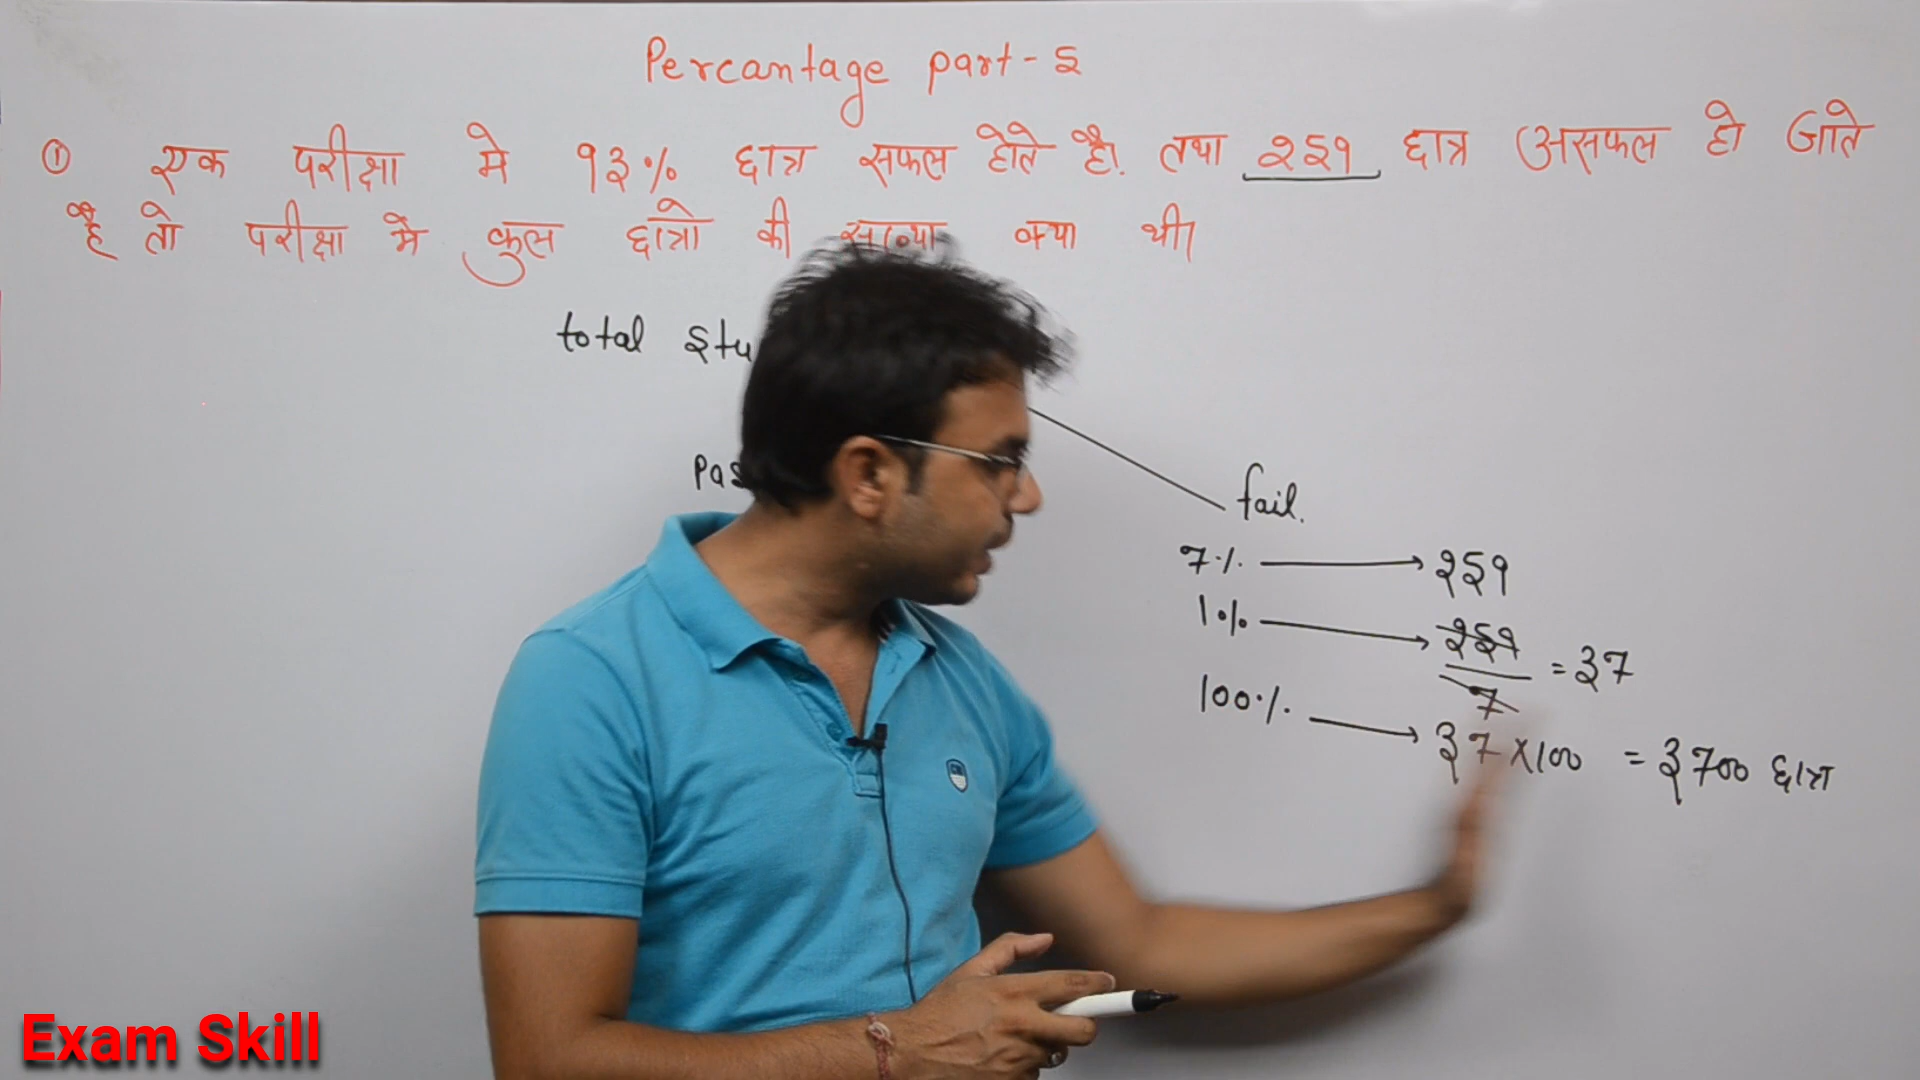 Percantage part-5
① एक परीक्षा मे 93% छात्र सफल होते है. तथा 259 छात्र असफल हो जाते
है तो परीक्षा मे कुल छात्रो की संख्या क्या थी।
total Stu
Pas
fail.
7% → 259
1% → 259/7 = 37
100% → 37×100 = 3700 छात्र
Exam Skill